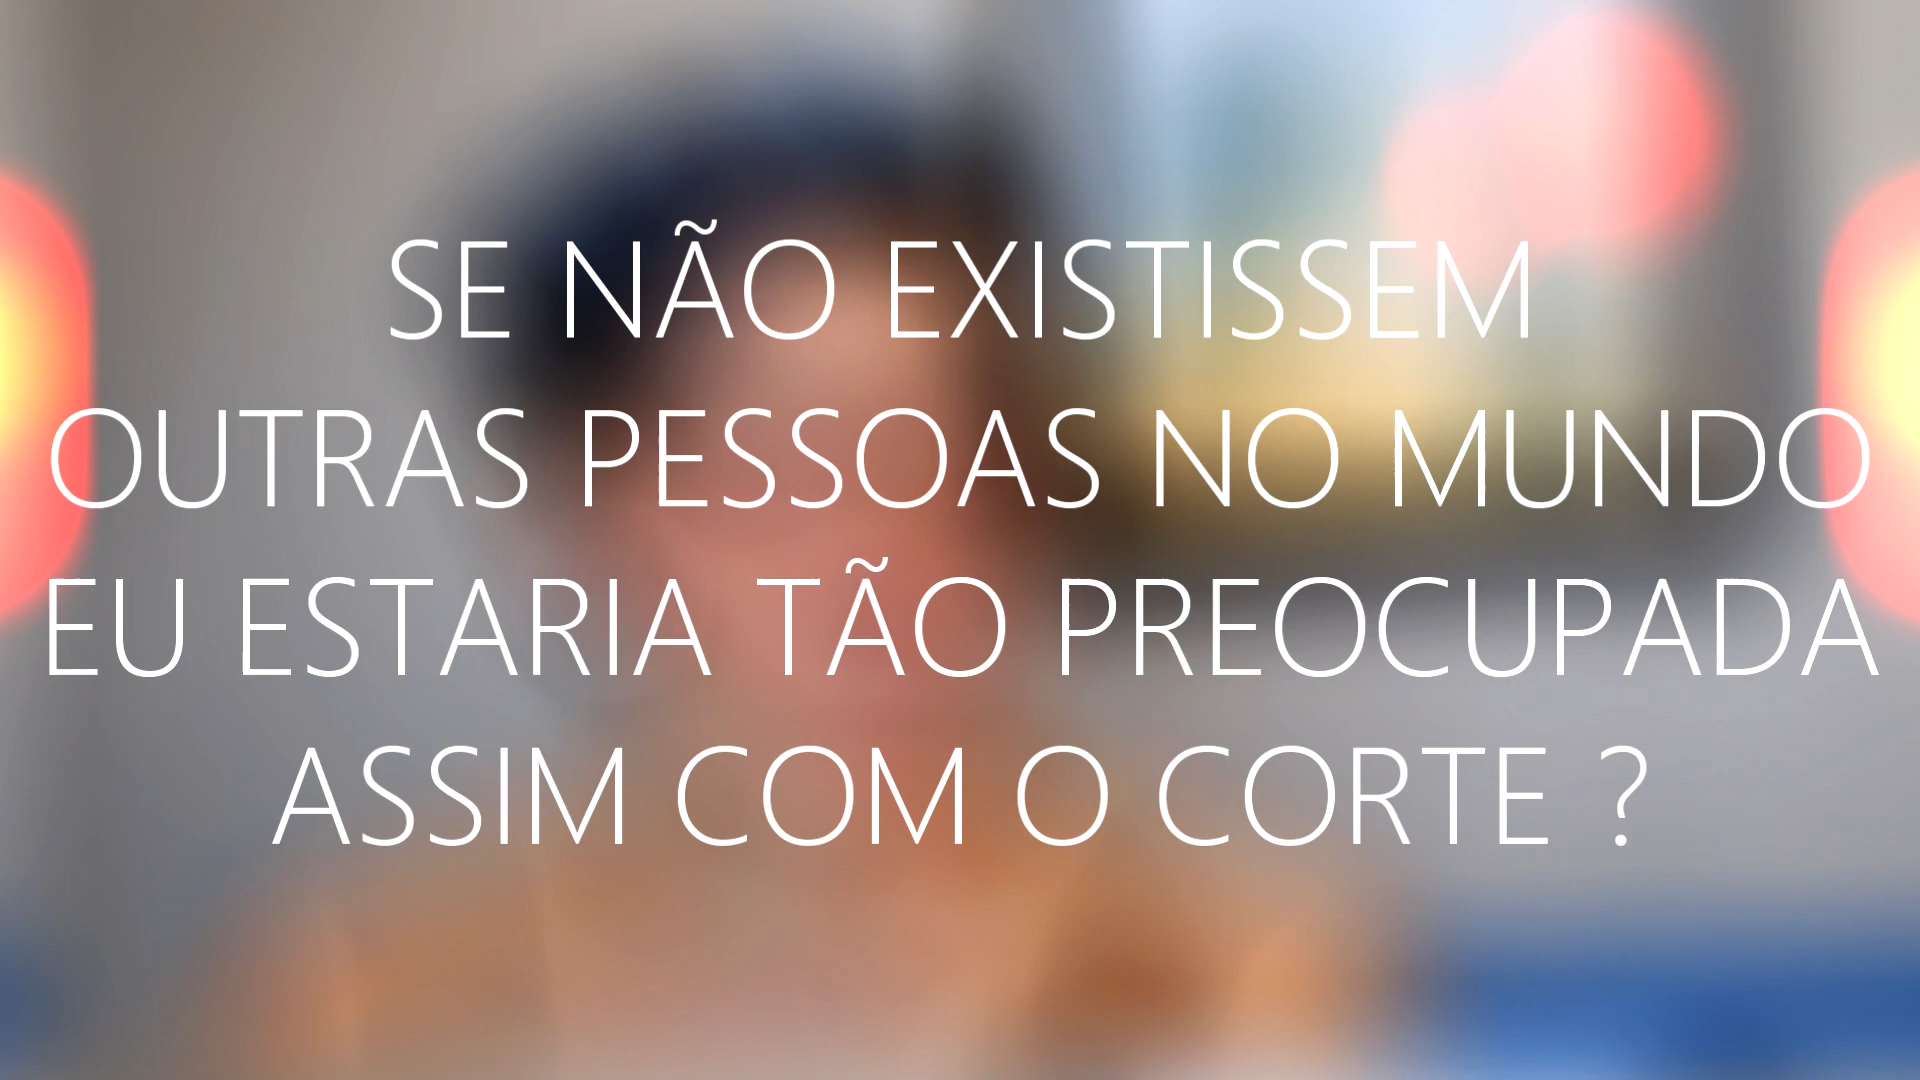 SE NÃO EXISTISSEM
OUTRAS PESSOAS NO MUNDO
EU ESTARIA TÃO PREOCUPADA
ASSIM COM O CORTE ?